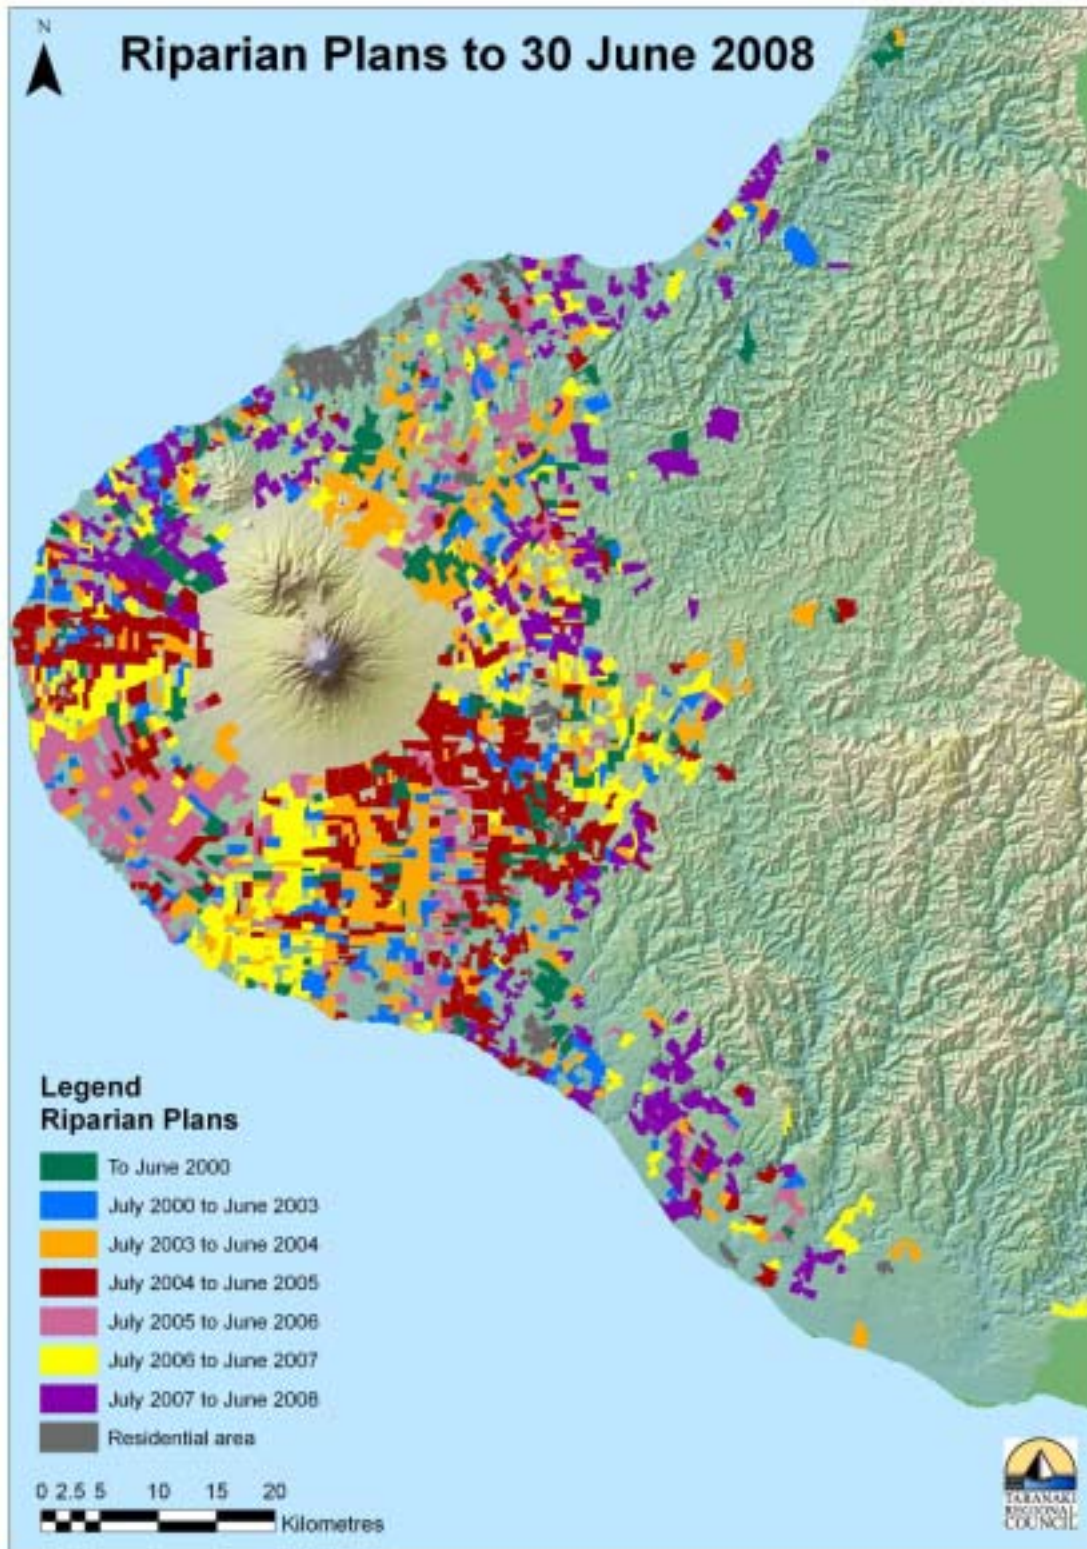 N
Riparian Plans to 30 June 2008
Legend
Riparian Plans
To June 2000
July 2000 to June 2003
July 2003 to June 2004
July 2004 to June 2005
July 2005 to June 2006
July 2006 to June 2007
July 2007 to June 2008
Residential area
0 2.5 5 10 15 20
Kilometres
TARANAKI
REGIONAL
COUNCIL